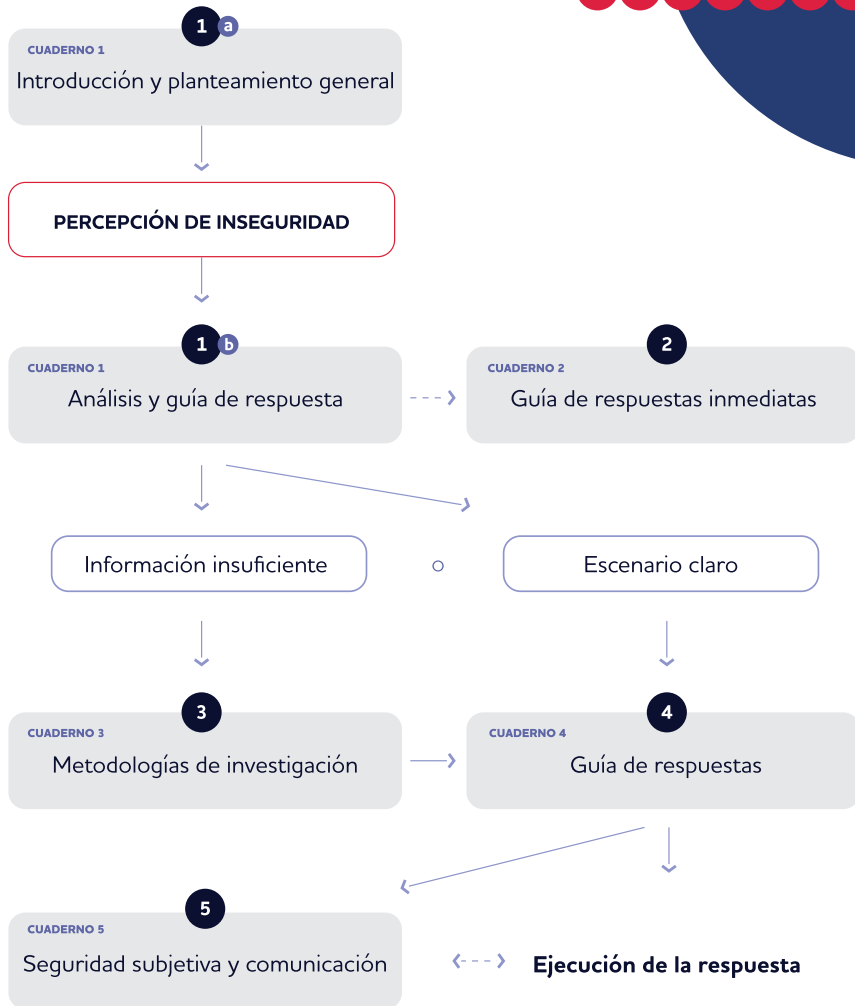 1 a
CUADERNO 1
Introducción y planteamiento general
PERCEPCIÓN DE INSEGURIDAD
1 b
CUADERNO 1
Análisis y guía de respuesta
2
CUADERNO 2
Guía de respuestas inmediatas
Información insuficiente
o
Escenario claro
3
CUADERNO 3
Metodologías de investigación
4
CUADERNO 4
Guía de respuestas
5
CUADERNO 5
Seguridad subjetiva y comunicación
Ejecución de la respuesta